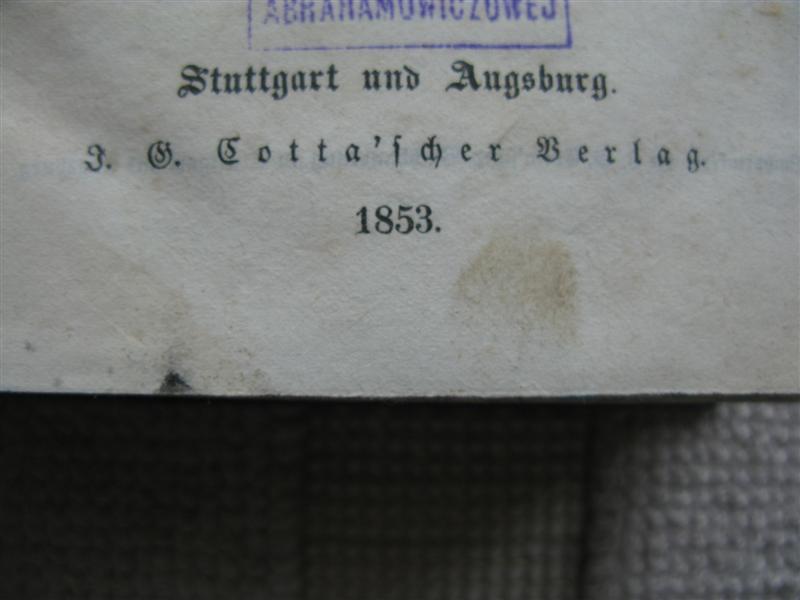 ABRAHAMOWICZOWEJ
Stuttgart und Augsburg.
J. G. Cotta'scher Verlag.
1853.